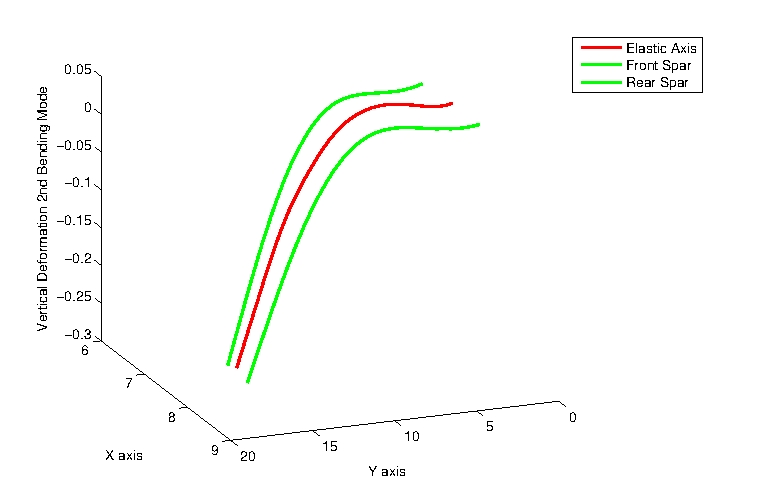 Elastic Axis
Front Spar
Rear Spar
Vertical Deformation 2nd Bending Mode
0.05
0
−0.05
−0.1
−0.15
−0.2
−0.25
−0.3
6
7
8
9
X axis
20
15
10
5
0
Y axis